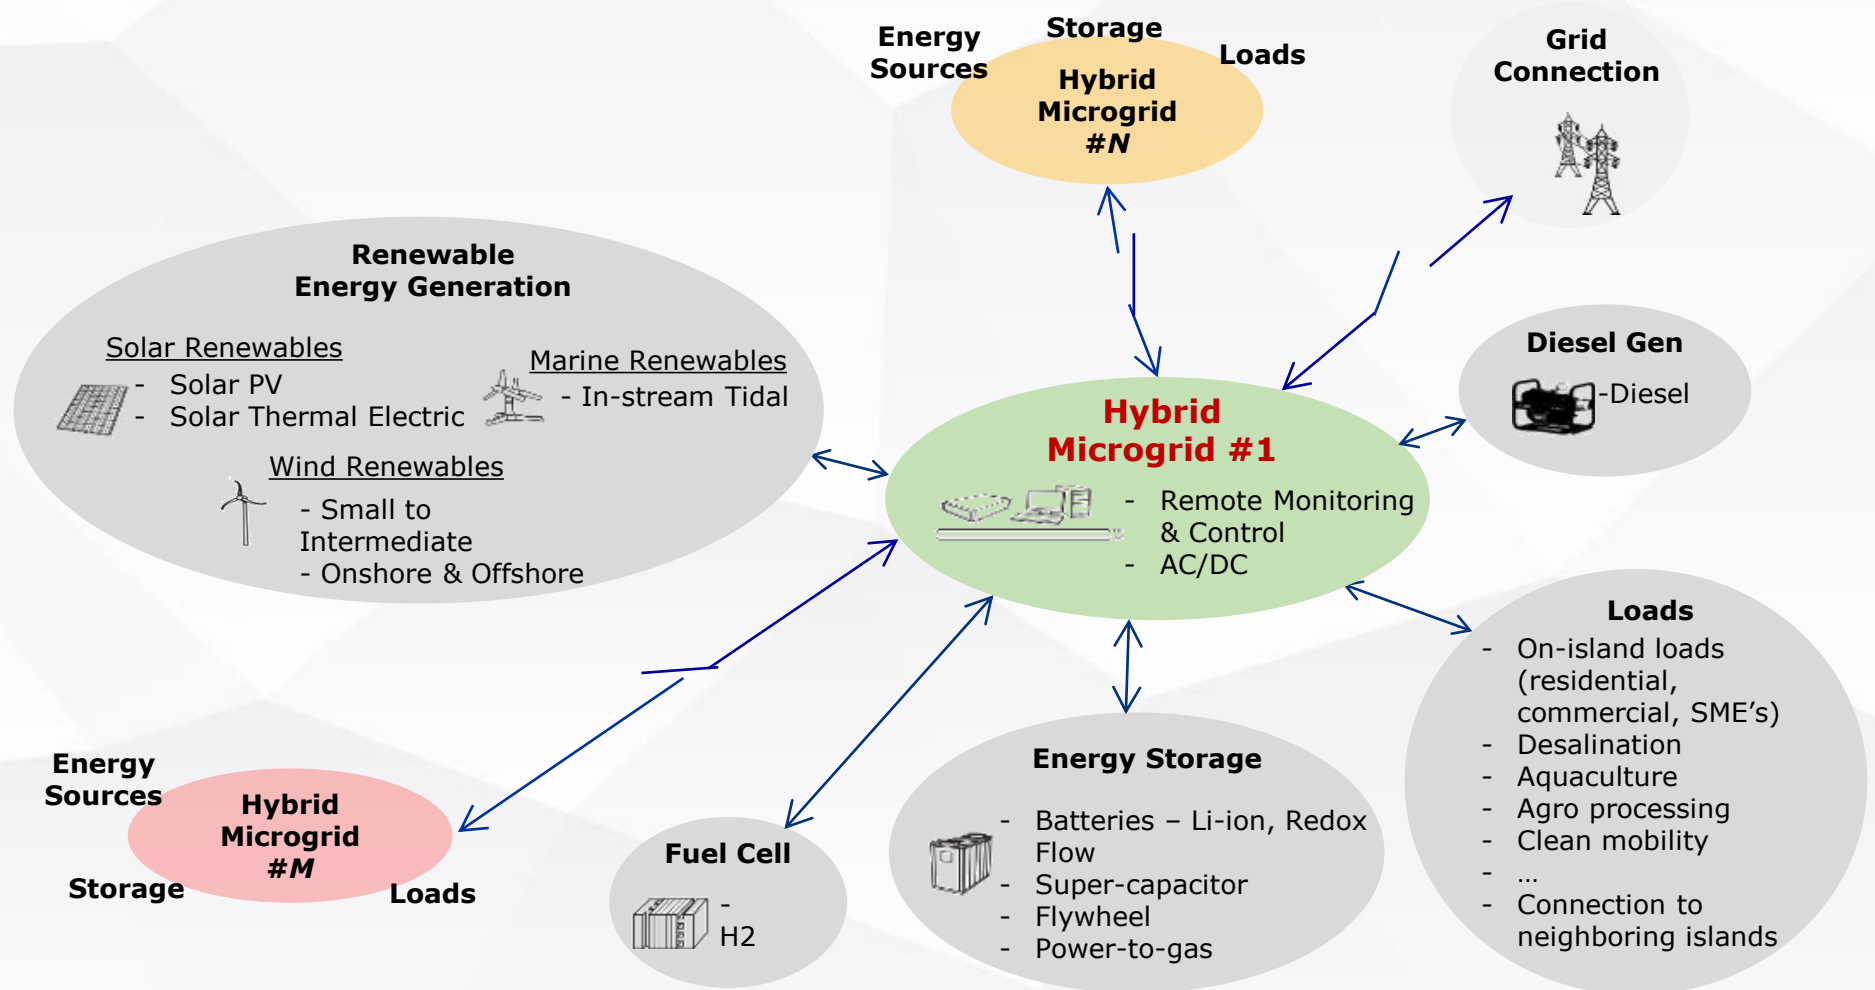 Energy
Sources
Storage
Loads
Hybrid
Microgrid
#N
Grid
Connection
Renewable
Energy Generation
Solar Renewables
- Solar PV
- Solar Thermal Electric
Marine Renewables
- In-stream Tidal
Wind Renewables
- Small to
Intermediate
- Onshore & Offshore
Diesel Gen
-Diesel
Hybrid
Microgrid #1
- Remote Monitoring
& Control
- AC/DC
Loads
- On-island loads
(residential,
commercial, SME’s)
- Desalination
- Aquaculture
- Agro processing
- Clean mobility
- …
- Connection to
neighboring islands
Energy Storage
- Batteries – Li-ion, Redox
Flow
- Super-capacitor
- Flywheel
- Power-to-gas
Fuel Cell
-
H2
Energy
Sources
Hybrid
Microgrid
#M
Storage
Loads